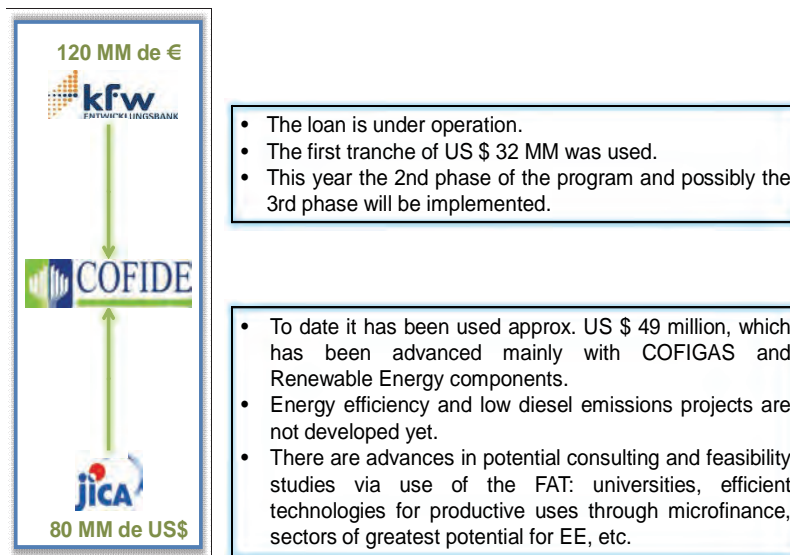 120 MM de €
kfw
ENTWICKLUNGSBANK
COFIDE
jica
80 MM de US$
• The loan is under operation.
• The first tranche of US $ 32 MM was used.
• This year the 2nd phase of the program and possibly the
3rd phase will be implemented.
• To date it has been used approx. US $ 49 million, which
has been advanced mainly with COFIGAS and
Renewable Energy components.
• Energy efficiency and low diesel emissions projects are
not developed yet.
• There are advances in potential consulting and feasibility
studies via use of the FAT: universities, efficient
technologies for productive uses through microfinance,
sectors of greatest potential for EE, etc.